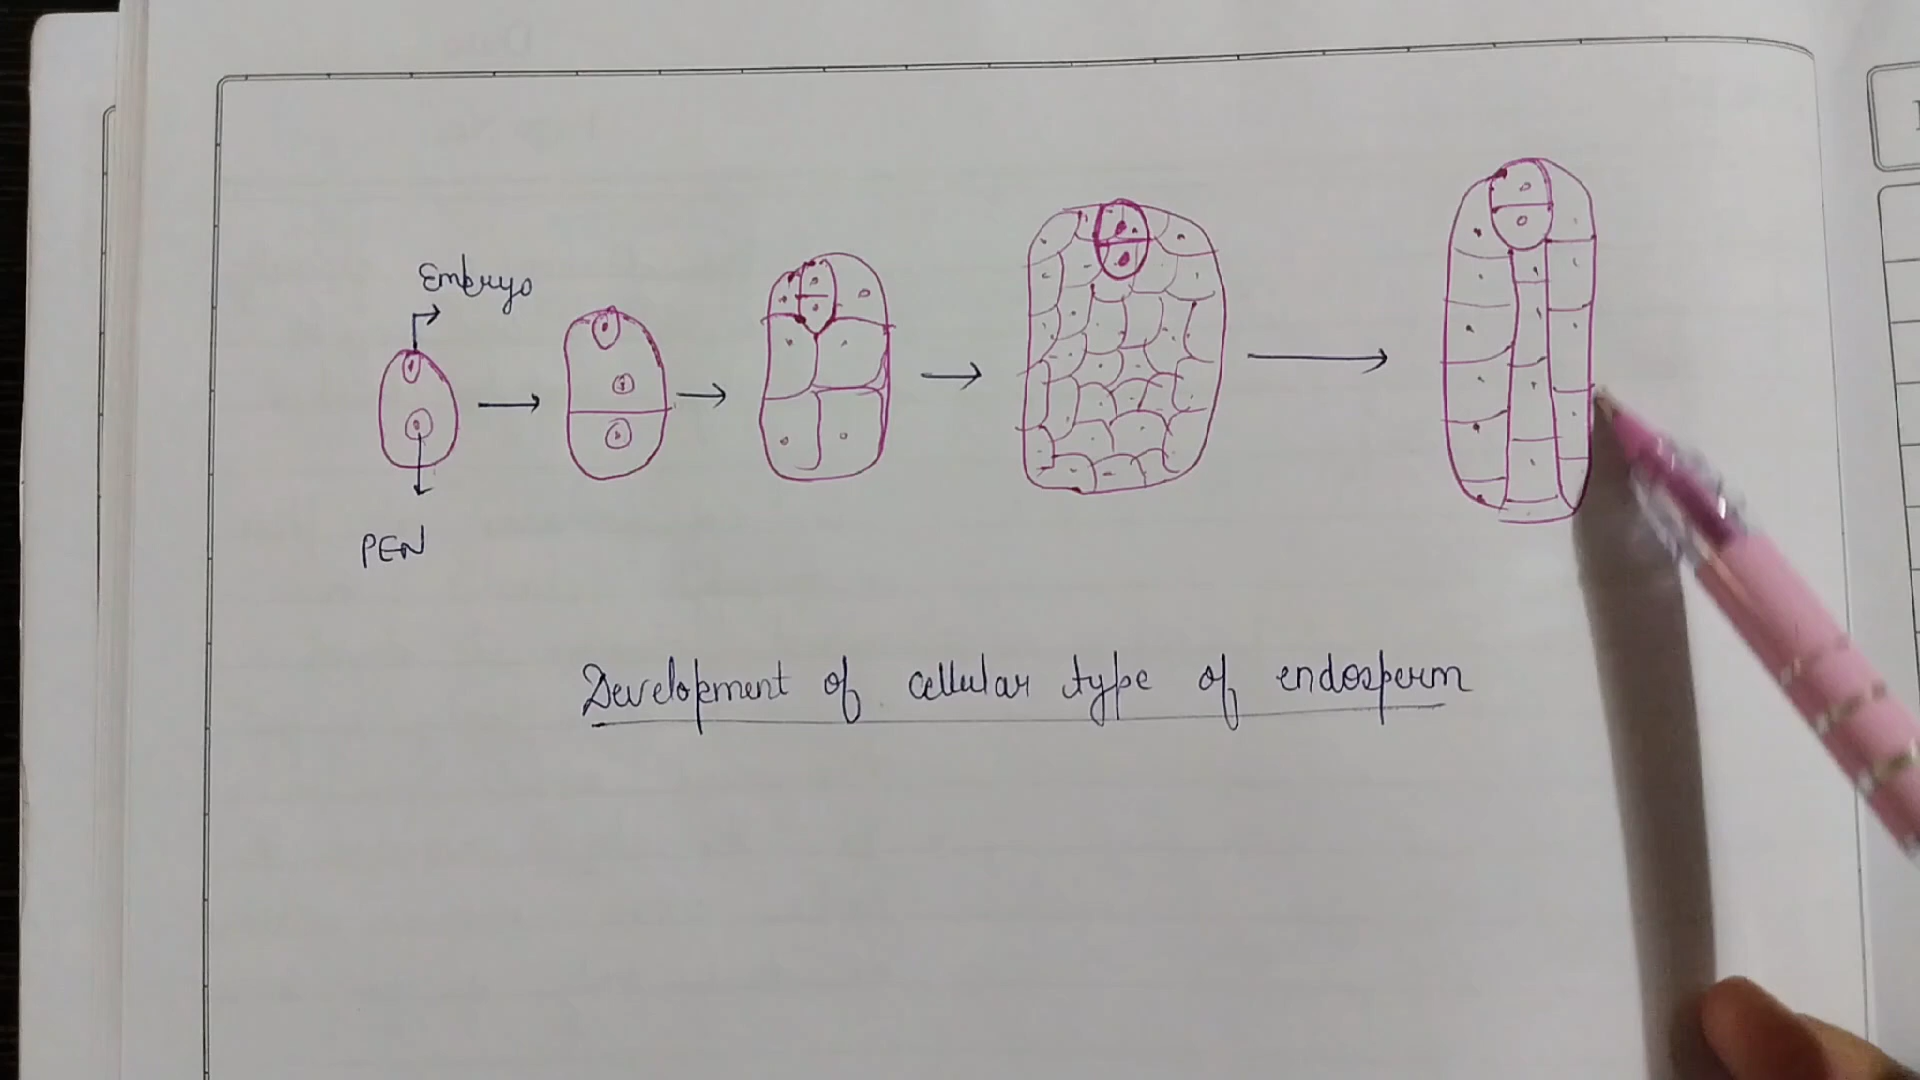 Embryo
PEN
Development of cellular type of endosperm